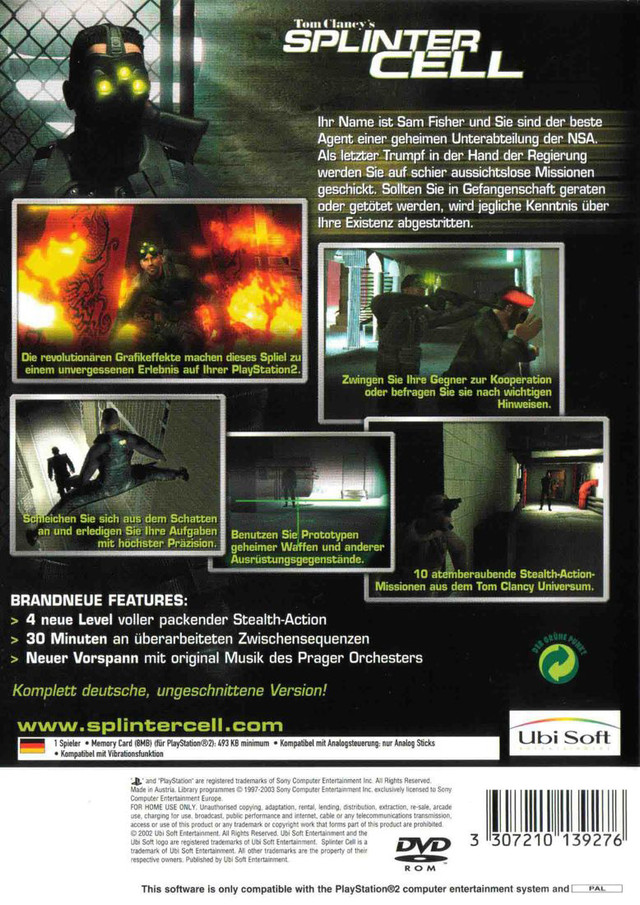 Tom Clancy's
SPLINTER
CELL
Ihr Name ist Sam Fisher und Sie sind der beste
Agent einer geheimen Unterabteilung der NSA.
Als letzter Trumpf in der Hand der Regierung
werden Sie auf schier aussichtslose Missionen
geschickt. Sollten Sie in Gefangenschaft geraten
oder getötet werden, wird jegliche Kenntnis über
Ihre Existenz abgestritten.
Die revolutionären Grafikeffekte machen dieses Spliel zu
einem unvergessenen Erlebnis auf Ihrer PlayStation2.
Zwingen Sie Ihre Gegner zur Kooperation
oder befragen Sie sie nach wichtigen
Hinweisen.
Schleichen Sie sich aus dem Schatten
an und erledigen Sie Ihre Aufgaben
mit höchster Präzision.
Benutzen Sie Prototypen
geheimer Waffen und anderer
Ausrüstungsgegenstände.
10 atemberaubende Stealth-Action-
Missionen aus dem Tom Clancy Universum.
BRANDNEUE FEATURES:
> 4 neue Level voller packender Stealth-Action
> 30 Minuten an überarbeiteten Zwischensequenzen
> Neuer Vorspann mit original Musik des Prager Orchesters
DER GRÜNE PUNKT
Komplett deutsche, ungeschnittene Version!
www.splintercell.com
Ubi Soft
1 Spieler • Memory Card (8MB) (für PlayStation®2): 493 KB minimum • Kompatibel mit Analogsteuerung: nur Analog Sticks
• Kompatibel mit Vibrationsfunktion
" " and "PlayStation" are registered trademarks of Sony Computer Entertainment Inc. All Rights Reserved.
Made in Austria. Library programmes © 1997-2003 Sony Computer Entertainment Inc. exclusively licensed to Sony
Computer Entertainment Europe.
FOR HOME USE ONLY. Unauthorised copying, adaptation, rental, lending, distribution, extraction, re-sale, arcade
use, charging for use, broadcast, public performance and internet, cable or any telecommunications transmission,
access or use of this product or any trademark or copyright work that forms part of this product are prohibited.
© 2002 Ubi Soft Entertainment. All Rights Reserved. Ubi Soft Entertainment and the
Ubi Soft logo are registered trademarks of Ubi Soft Entertainment. Splinter Cell is a
trademark of Ubi Soft Entertainment. All other trademarks are the property of their
respective owners. Published by Ubi Soft Entertainment.
DVD
ROM
3 307210 139276
This software is only compatible with the PlayStation®2 computer entertainment system and PAL